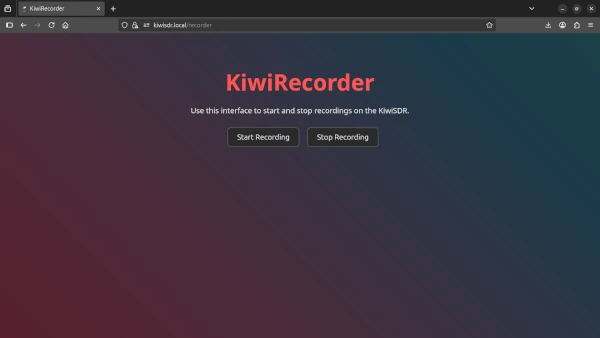 KiwiRecorder
kiwisdr.local/recorder
KiwiRecorder
Use this interface to start and stop recordings on the KiwiSDR.
Start Recording
Stop Recording